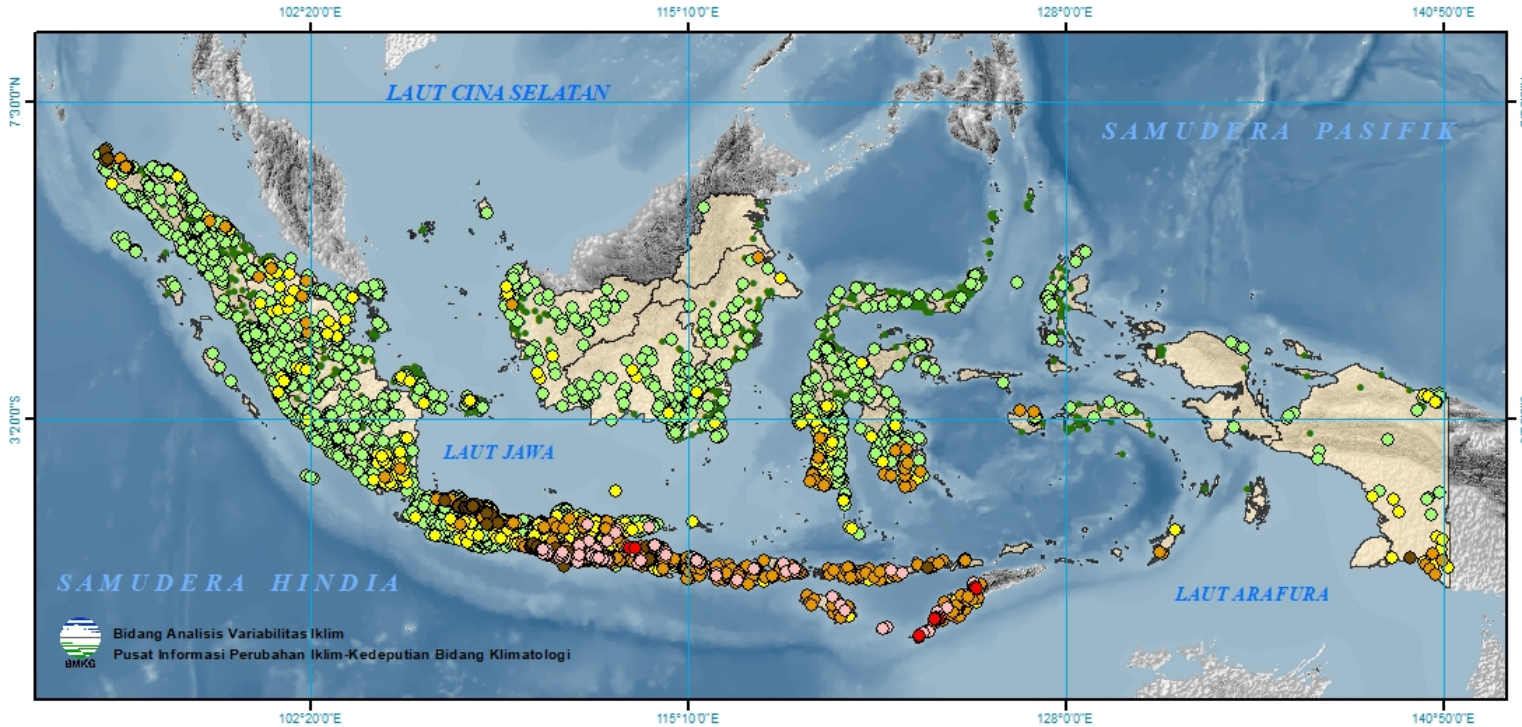 102°20'0"E 115°10'0"E 128°0'0"E 140°50'0"E
LAUT CINA SELATAN
7°30'0"N
SAMUDERA PASIFIK
3°20'0"S
LAUT JAWA
SAMUDERA HINDIA
LAUT ARAFURA
Bidang Analisis Variabilitas Iklim
Pusat Informasi Perubahan Iklim-Kedeputian Bidang Klimatologi
BMKG
102°20'0"E 115°10'0"E 128°0'0"E 140°50'0"E